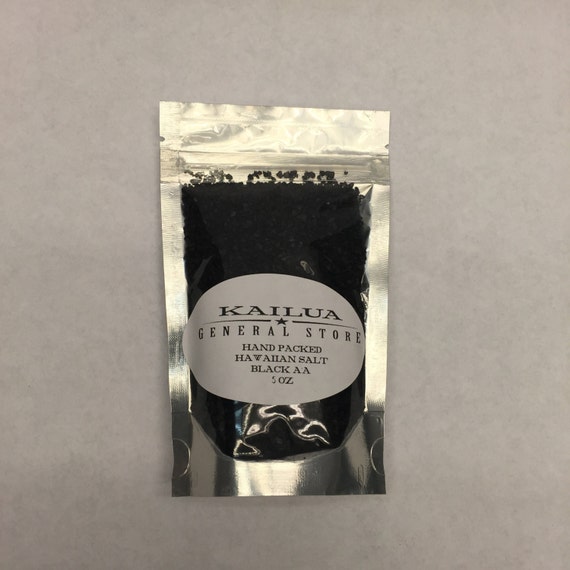 KAILUA
GENERAL STORE
HAND PACKED
HAWAIIAN SALT
BLACK AA
5 OZ